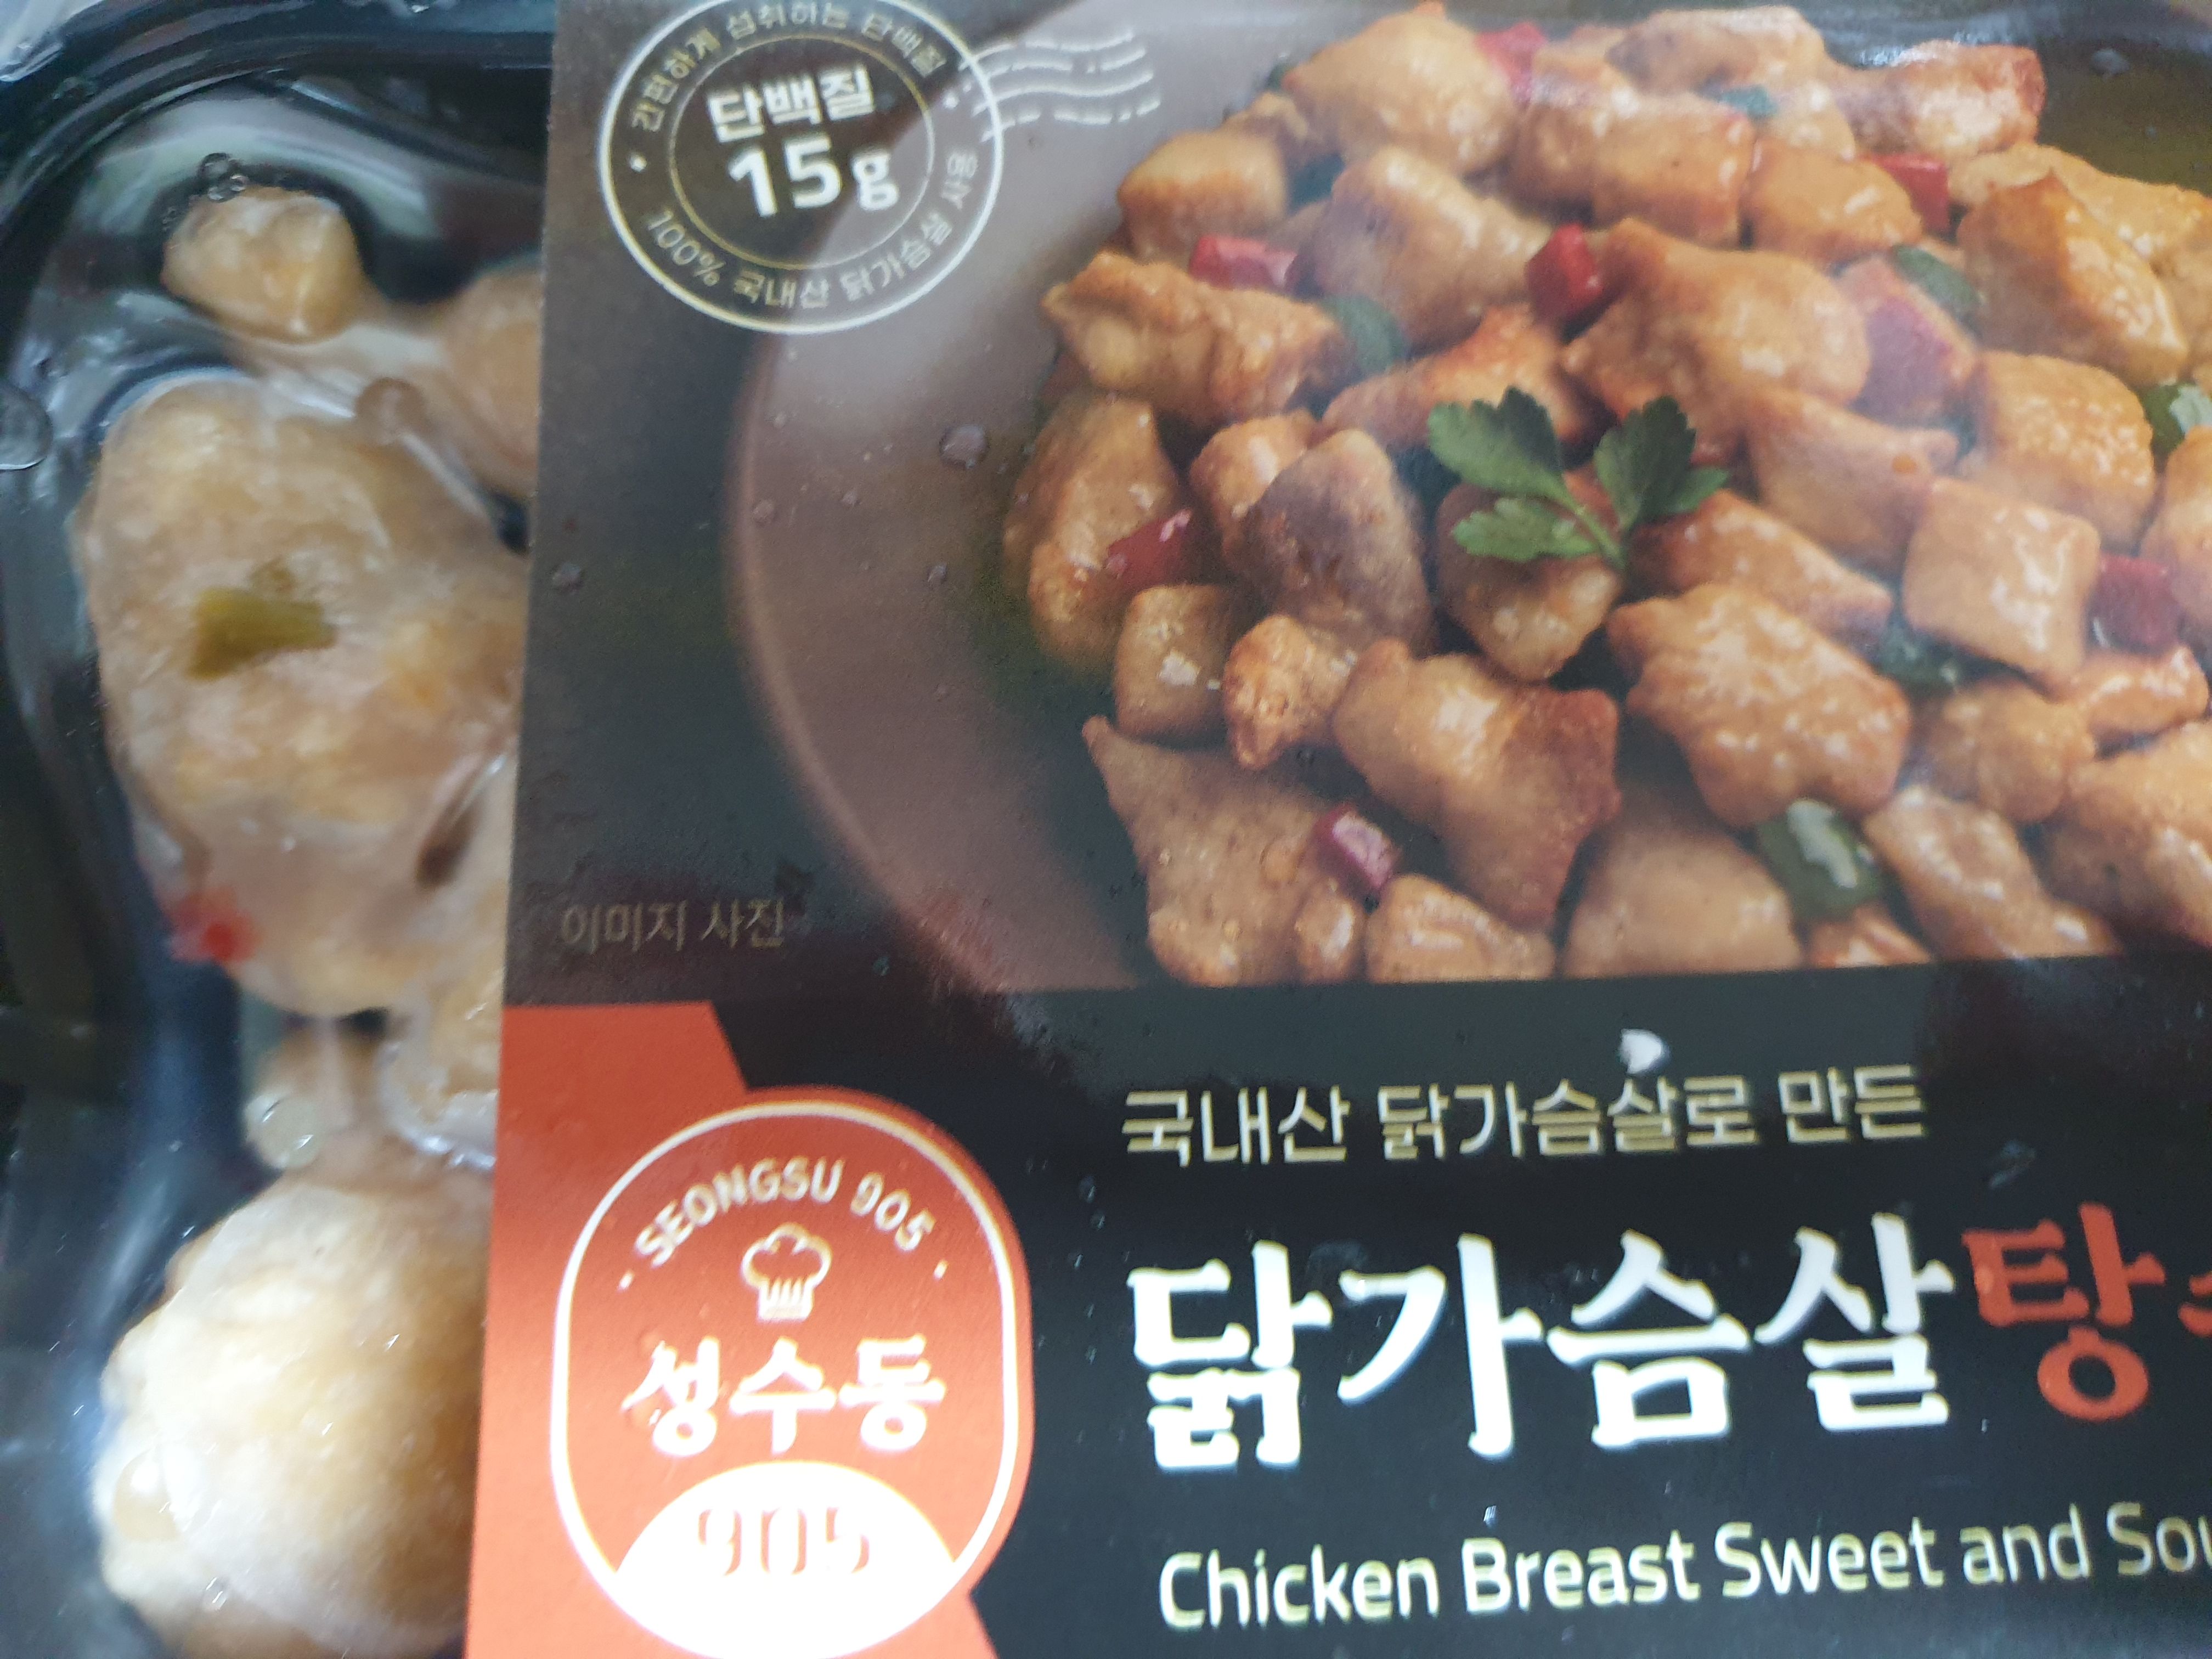 간편하게 섭취하는 단백질
단백질
15g
100% 국내산 닭가슴살 사용
이미지 사진
국내산 닭가슴살로 만든
SEONGSU 905
성수동
905
닭가슴살탕
Chicken Breast Sweet and Sou